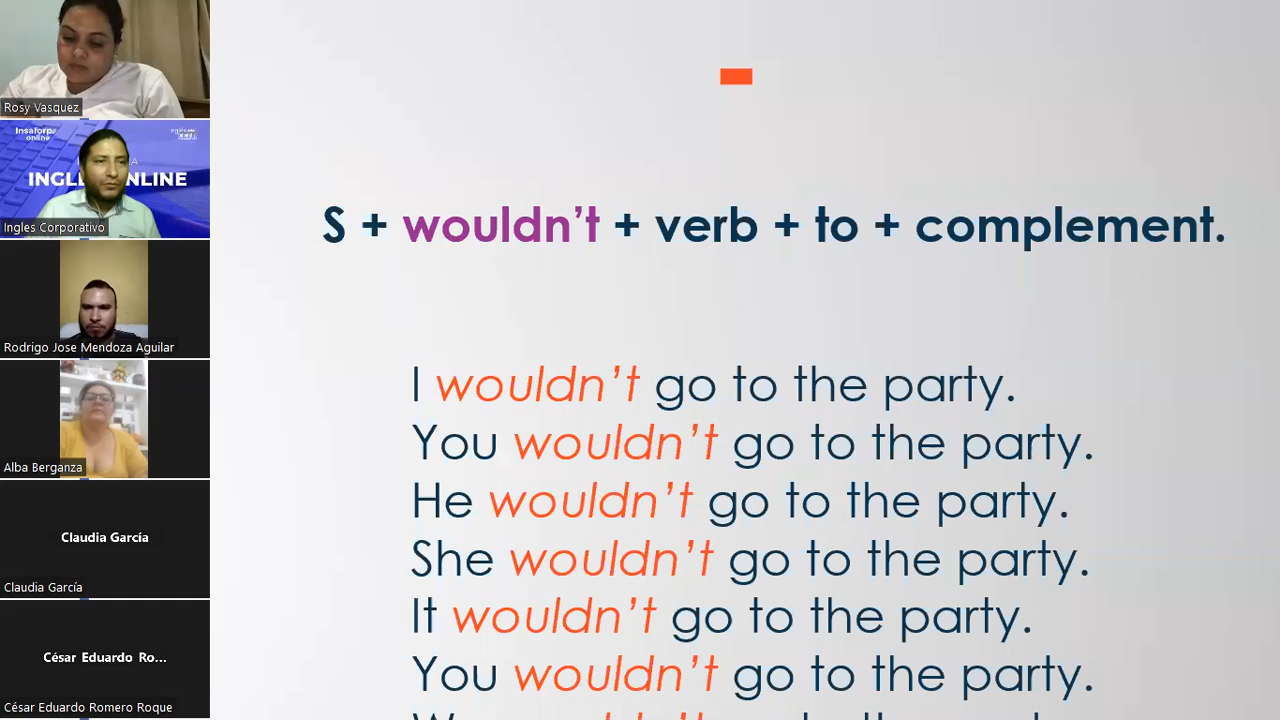 Rosy Vasquez
Insaforp
online
INGL ONLINE
Ingles Corporativo
Rodrigo Jose Mendoza Aguilar
Alba Berganza
Claudia García
Claudia García
César Eduardo Ro...
César Eduardo Romero Roque
S + wouldn’t + verb + to + complement.
I wouldn’t go to the party.
You wouldn’t go to the party.
He wouldn’t go to the party.
She wouldn’t go to the party.
It wouldn’t go to the party.
You wouldn’t go to the party.